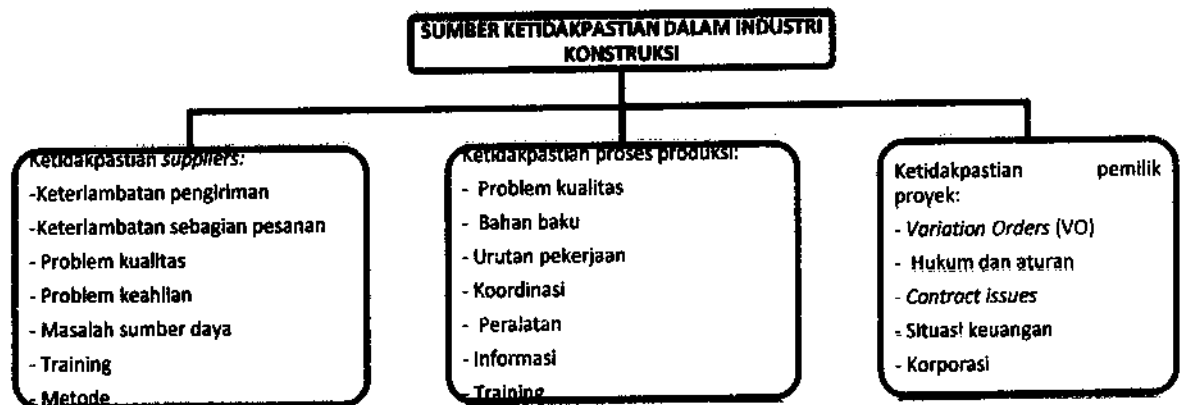 SUMBER KETIDAKPASTIAN DALAM INDUSTRI
KONSTRUKSI
Ketidakpastian suppliers:
-Keterlambatan pengiriman
-Keterlambatan sebagian pesanan
- Problem kualitas
- Problem keahlian
- Masalah sumber daya
- Training
- Metode
Ketidakpastian proses produksi:
- Problem kualitas
- Bahan baku
- Urutan pekerjaan
- Koordinasi
- Peralatan
- Informasi
- Training
Ketidakpastian pemilik
proyek:
- Variation Orders (VO)
- Hukum dan aturan
- Contract issues
- Situasi keuangan
- Korporasi